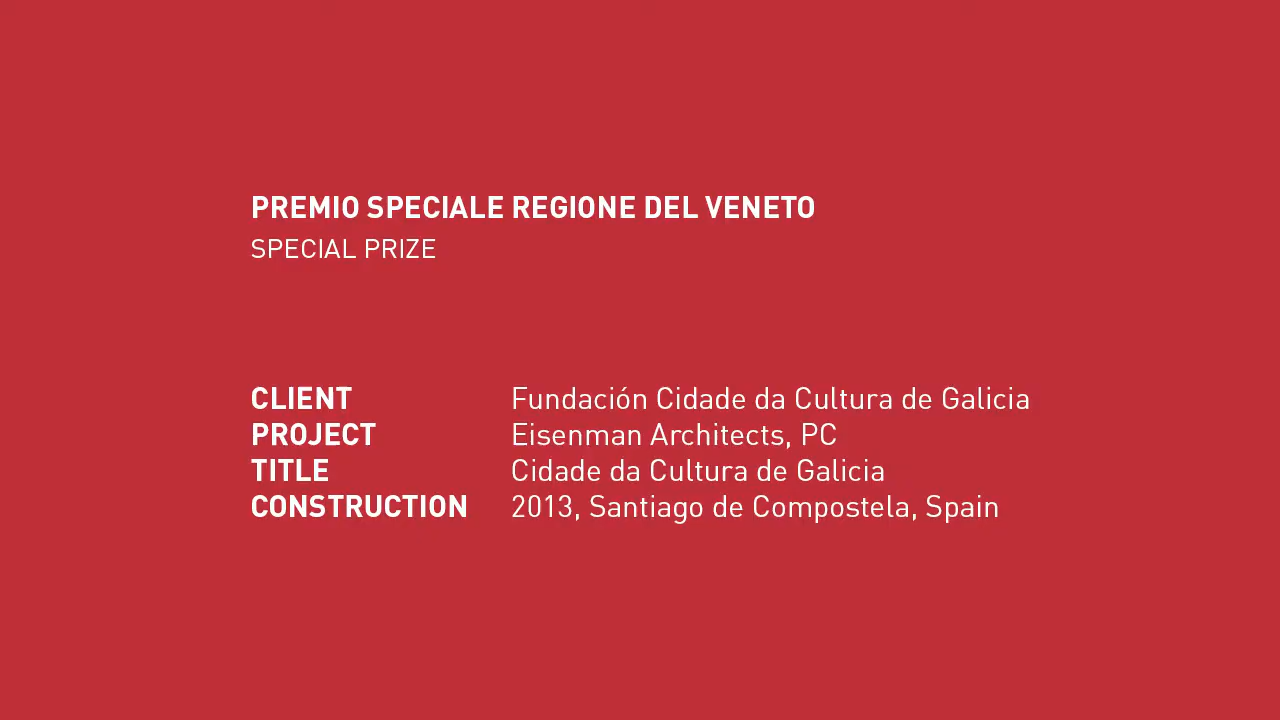 PREMIO SPECIALE REGIONE DEL VENETO
SPECIAL PRIZE
CLIENT Fundación Cidade da Cultura de Galicia
PROJECT Eisenman Architects, PC
TITLE Cidade da Cultura de Galicia
CONSTRUCTION 2013, Santiago de Compostela, Spain